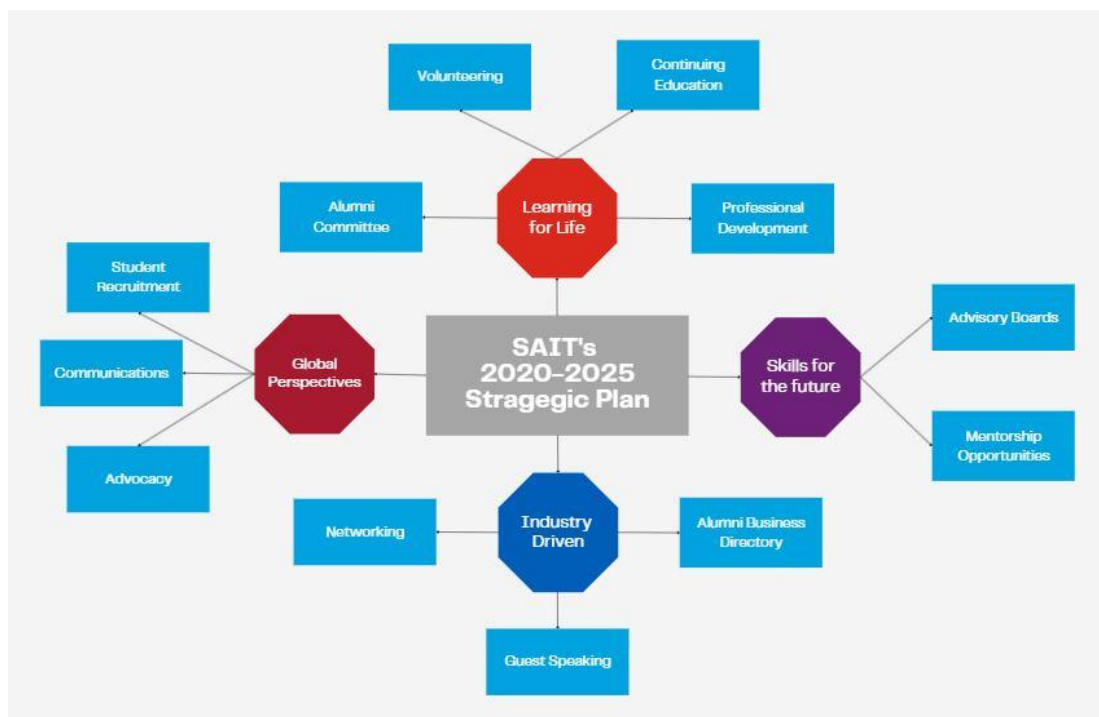 Volunteering
Continuing
Education
Alumni
Committee
Learning
for Life
Professional
Development
Student
Recruitment
Communications
Advocacy
Global
Perspectives
SAIT's
2020-2025
Stragegic Plan
Skills for
the future
Advisory Boards
Mentorship
Opportunities
Networking
Industry
Driven
Alumni Business
Directory
Guest Speaking